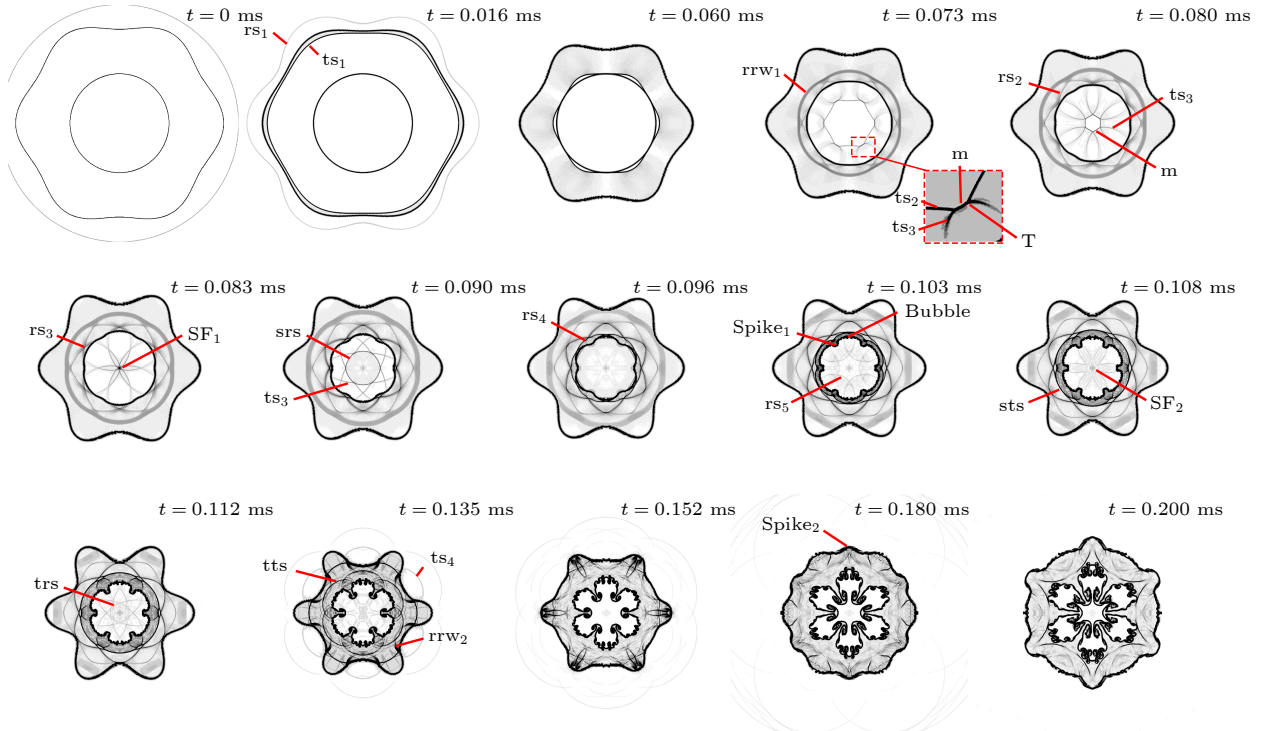 t = 0 ms
t = 0.016 ms
t = 0.060 ms
t = 0.073 ms
t = 0.080 ms
rs₁
ts₁
rrw₁
rs₂
ts₃
m
m
ts₂
ts₃
T
t = 0.083 ms
t = 0.090 ms
t = 0.096 ms
t = 0.103 ms
t = 0.108 ms
rs₃
SF₁
srs
ts₃
rs₄
Spike₁
Bubble
rs₅
sts
SF₂
t = 0.112 ms
t = 0.135 ms
t = 0.152 ms
t = 0.180 ms
t = 0.200 ms
trs
tts
ts₄
rrw₂
Spike₂